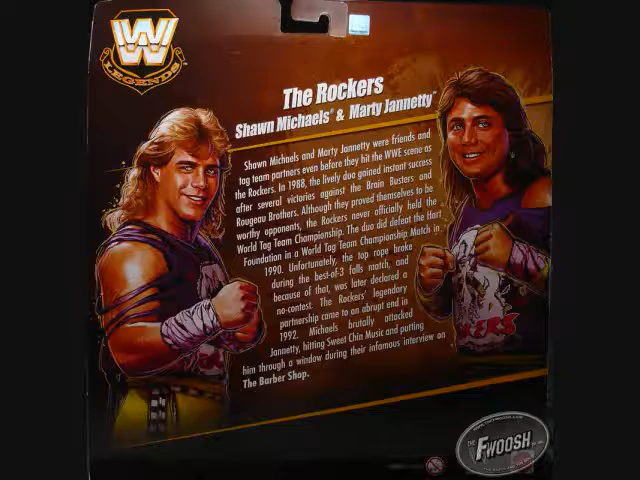 W
LEGENDS
The Rockers
Shawn Michaels® & Marty Jannetty™
Shawn Michaels and Marty Jannetty were friends and
tag team partners even before they hit the WWE scene as
the Rockers. In 1988, the lively duo gained instant success
after several victories against the Brain Busters and
Rougeau Brothers. Although they proved themselves to be
worthy opponents, the Rockers never officially held the
World Tag Team Championship. The duo did defeat the Hart
Foundation in a World Tag Team Championship Match in
1990. Unfortunately, the top rope broke
during the best-of-3 falls match, and
because of that, was later declared a
no-contest. The Rockers' legendary
partnership came to an abrupt end in
1992. Michaels brutally attacked
Jannetty, hitting Sweet Chin Music and putting
him through a window during their infamous interview on
The Barber Shop.
THE
FWOOSH